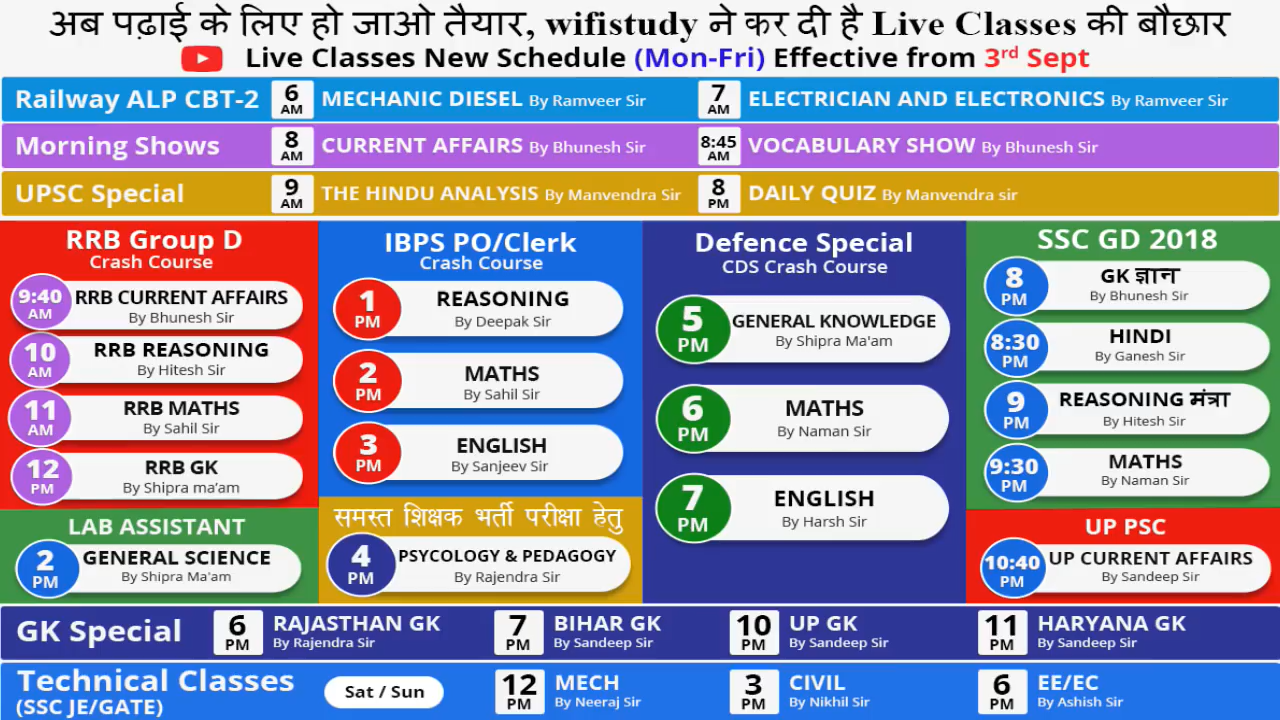 अब पढ़ाई के लिए हो जाओ तैयार, wifistudy ने कर दी है Live Classes की बौछार
Live Classes New Schedule (Mon-Fri) Effective from 3rd Sept
Railway ALP CBT-2 6 AM MECHANIC DIESEL By Ramveer Sir 7 AM ELECTRICIAN AND ELECTRONICS By Ramveer Sir
Morning Shows 8 AM CURRENT AFFAIRS By Bhunesh Sir 8:45 AM VOCABULARY SHOW By Bhunesh Sir
UPSC Special 9 AM THE HINDU ANALYSIS By Manvendra Sir 8 PM DAILY QUIZ By Manvendra sir
RRB Group D
Crash Course
9:40 AM RRB CURRENT AFFAIRS
By Bhunesh Sir
10 AM RRB REASONING
By Hitesh Sir
11 AM RRB MATHS
By Sahil Sir
12 PM RRB GK
By Shipra ma'am
LAB ASSISTANT
2 PM GENERAL SCIENCE
By Shipra Ma'am
IBPS PO/Clerk
Crash Course
1 PM REASONING
By Deepak Sir
2 PM MATHS
By Sahil Sir
3 PM ENGLISH
By Sanjeev Sir
समस्त शिक्षक भर्ती परीक्षा हेतु
4 PM PSYCOLOGY & PEDAGOGY
By Rajendra Sir
Defence Special
CDS Crash Course
5 PM GENERAL KNOWLEDGE
By Shipra Ma'am
6 PM MATHS
By Naman Sir
7 PM ENGLISH
By Harsh Sir
SSC GD 2018
8 PM GK ज्ञान
By Bhunesh Sir
8:30 PM HINDI
By Ganesh Sir
9 PM REASONING मंत्रा
By Hitesh Sir
9:30 PM MATHS
By Naman Sir
UP PSC
10:40 PM UP CURRENT AFFAIRS
By Sandeep Sir
GK Special 6 PM RAJASTHAN GK By Rajendra Sir 7 PM BIHAR GK By Sandeep Sir 10 PM UP GK By Sandeep Sir 11 PM HARYANA GK By Sandeep Sir
Technical Classes (SSC JE/GATE) Sat / Sun 12 PM MECH By Neeraj Sir 3 PM CIVIL By Nikhil Sir 6 PM EE/EC By Ashish Sir